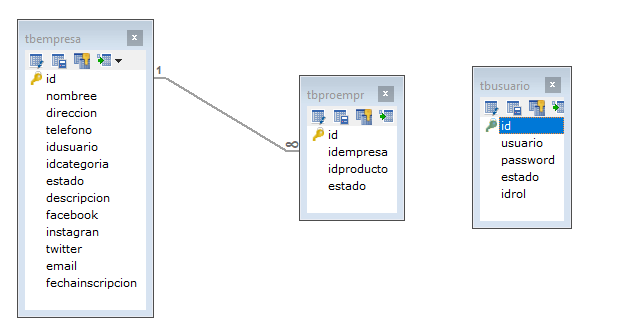 tbempresa
id
nombree
direccion
telefono
idusuario
idcategoria
estado
descripcion
facebook
instagran
twitter
email
fechainscripcion
1
∞
tbproempr
id
idempresa
idproducto
estado
tbusuario
id
usuario
password
estado
idrol